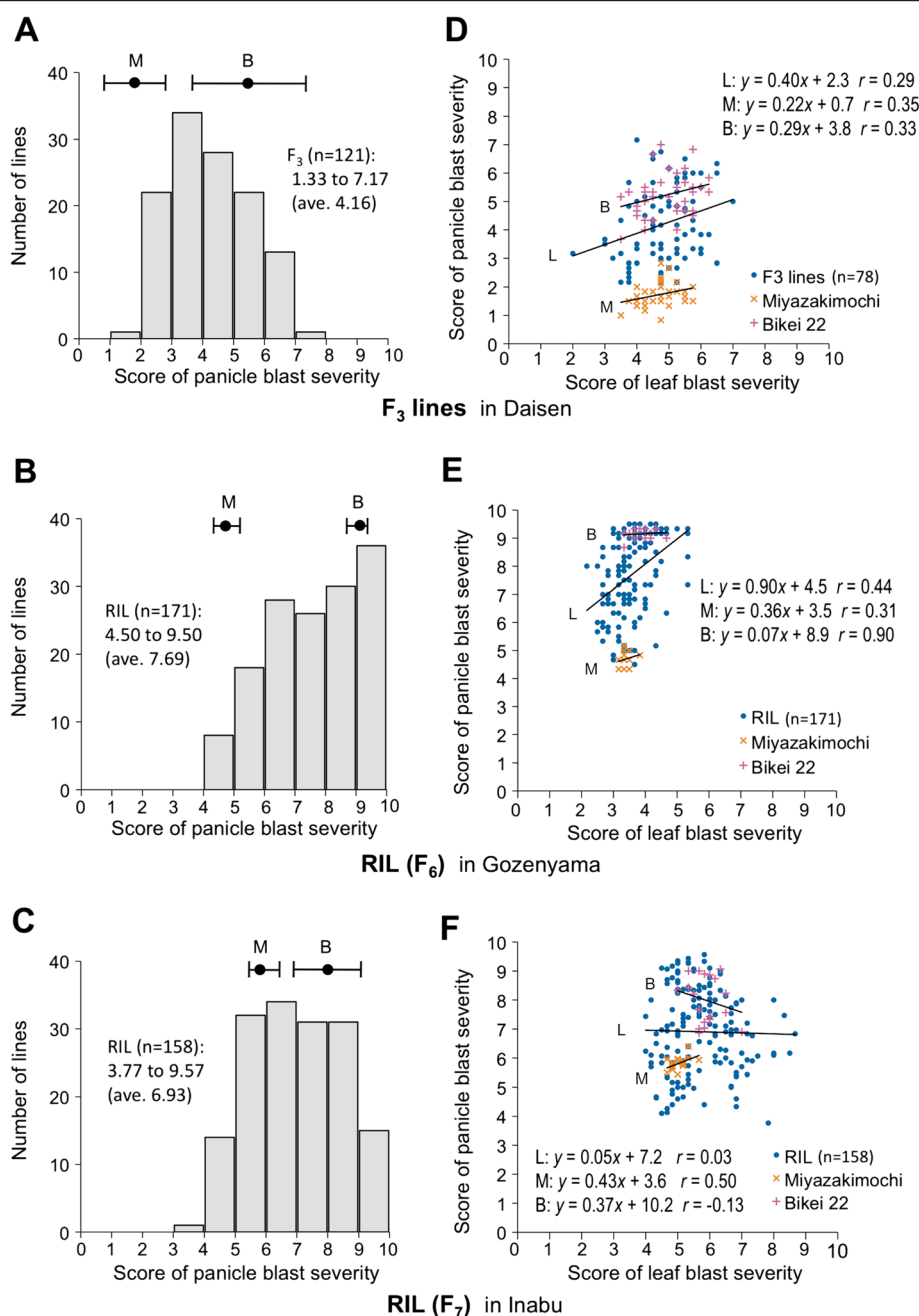 A
M
B
40
30
20
10
0
Number of lines
F3 (n=121):
1.33 to 7.17
(ave. 4.16)
0 1 2 3 4 5 6 7 8 9 10
Score of panicle blast severity
D
10
9
8
7
6
5
4
3
2
1
0
Score of panicle blast severity
L: y = 0.40x + 2.3 r = 0.29
M: y = 0.22x + 0.7 r = 0.35
B: y = 0.29x + 3.8 r = 0.33
B
L
M
F3 lines (n=78)
Miyazakimochi
Bikei 22
0 1 2 3 4 5 6 7 8 9 10
Score of leaf blast severity
F3 lines in Daisen
B
M
B
40
30
20
10
0
Number of lines
RIL (n=171):
4.50 to 9.50
(ave. 7.69)
0 1 2 3 4 5 6 7 8 9 10
Score of panicle blast severity
E
10
9
8
7
6
5
4
3
2
1
0
Score of panicle blast severity
B
L
M
L: y = 0.90x + 4.5 r = 0.44
M: y = 0.36x + 3.5 r = 0.31
B: y = 0.07x + 8.9 r = 0.90
RIL (n=171)
Miyazakimochi
Bikei 22
0 1 2 3 4 5 6 7 8 9 10
Score of leaf blast severity
RIL (F6) in Gozenyama
C
M
B
40
30
20
10
0
Number of lines
RIL (n=158):
3.77 to 9.57
(ave. 6.93)
0 1 2 3 4 5 6 7 8 9 10
Score of panicle blast severity
F
10
9
8
7
6
5
4
3
2
1
0
Score of panicle blast severity
B
L
M
L: y = 0.05x + 7.2 r = 0.03
M: y = 0.43x + 3.6 r = 0.50
B: y = 0.37x + 10.2 r = -0.13
RIL (n=158)
Miyazakimochi
Bikei 22
0 1 2 3 4 5 6 7 8 9 10
Score of leaf blast severity
RIL (F7) in Inabu